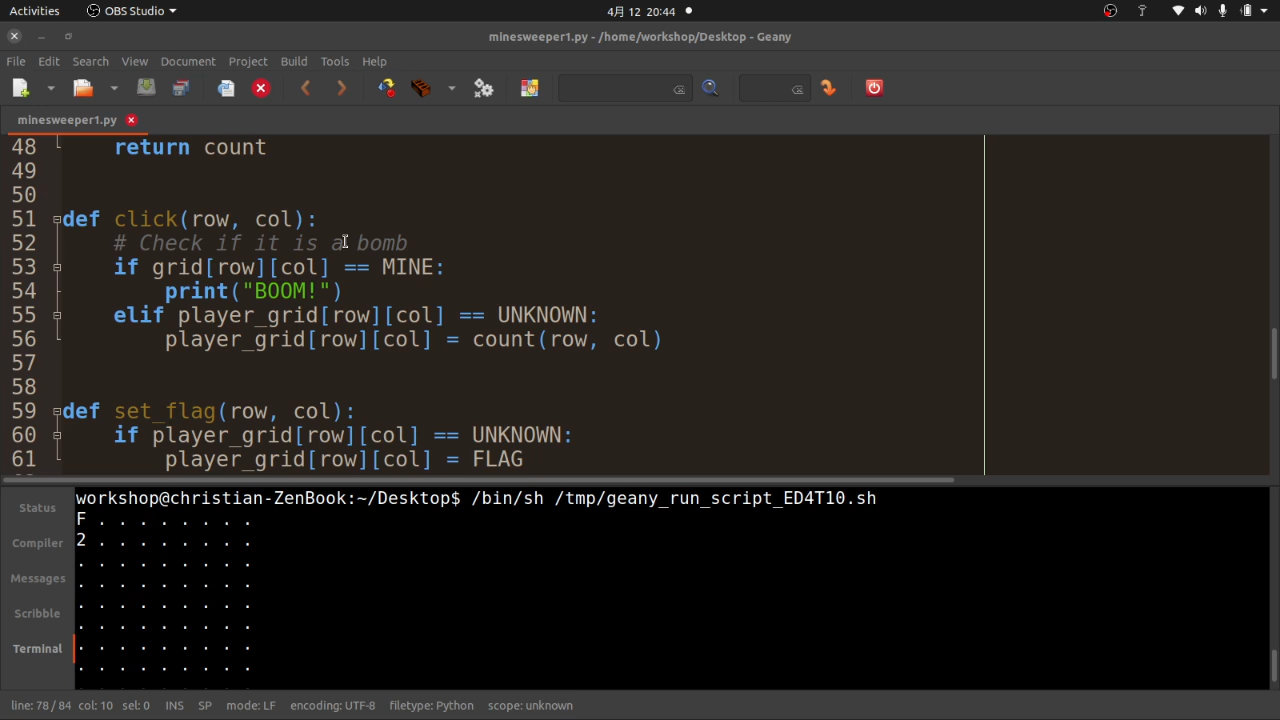 Activities OBS Studio 4月 12 20:44
minesweeper1.py - /home/workshop/Desktop - Geany
File Edit Search View Document Project Build Tools Help
minesweeper1.py
48     return count
49
50
51 def click(row, col):
52     # Check if it is a bomb
53     if grid[row][col] == MINE:
54         print("BOOM!")
55     elif player_grid[row][col] == UNKNOWN:
56         player_grid[row][col] = count(row, col)
57
58
59 def set_flag(row, col):
60     if player_grid[row][col] == UNKNOWN:
61         player_grid[row][col] = FLAG
Status
Compiler
Messages
Scribble
Terminal
workshop@christian-ZenBook:~/Desktop$ /bin/sh /tmp/geany_run_script_ED4T10.sh
F . . . . . . . .
2 . . . . . . . .
. . . . . . . . .
. . . . . . . . .
. . . . . . . . .
. . . . . . . . .
. . . . . . . . .
. . . . . . . . .
line: 78 / 84 col: 10 sel: 0 INS SP mode: LF encoding: UTF-8 filetype: Python scope: unknown